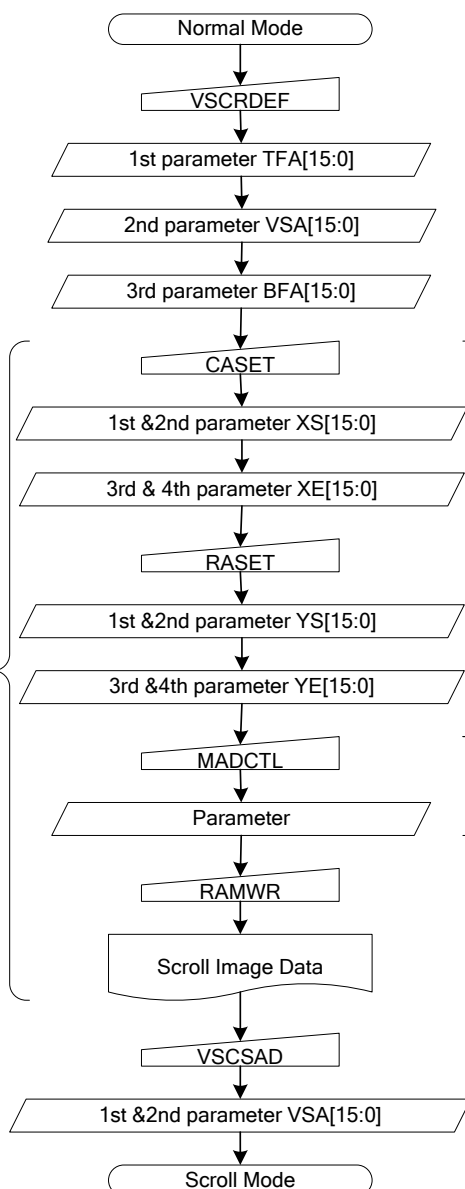 Normal Mode
VSCRDEF
1st parameter TFA[15:0]
2nd parameter VSA[15:0]
3rd parameter BFA[15:0]
CASET
1st &2nd parameter XS[15:0]
3rd & 4th parameter XE[15:0]
RASET
1st &2nd parameter YS[15:0]
3rd &4th parameter YE[15:0]
MADCTL
Parameter
RAMWR
Scroll Image Data
VSCSAD
1st &2nd parameter VSA[15:0]
Scroll Mode